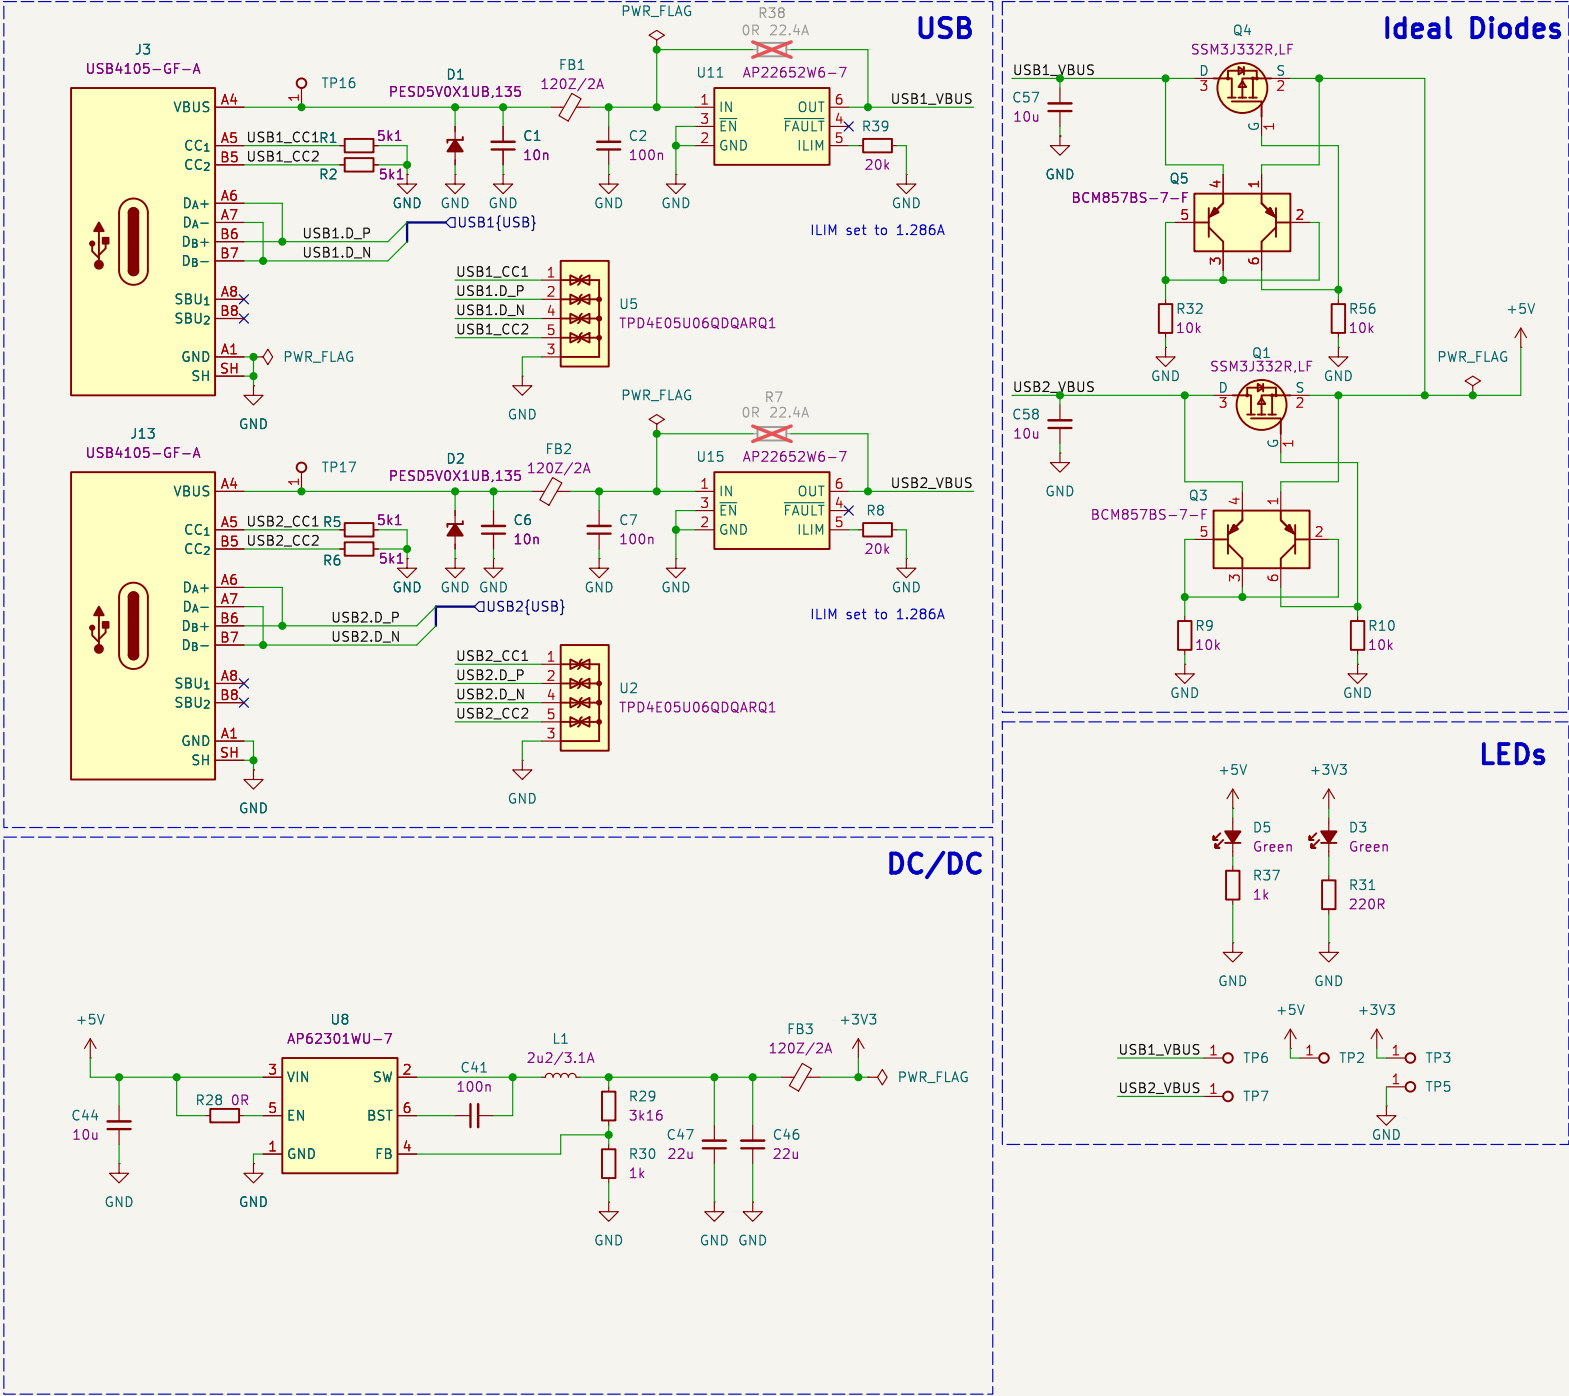 USB
J3
USB4105-GF-A
VBUS A4
CC1 A5
CC2 B5
DA+ A6
DA- A7
DB+ B6
DB- B7
SBU1 A8
SBU2 B8
GND A1
SH SH
1 TP16
USB1_CC1 R1 5k1
USB1_CC2
R2 5k1
GND
USB1.D_P
USB1.D_N
USB1{USB}
PWR_FLAG
GND
D1
PESD5V0X1UB,135
GND
C1
10n
GND
FB1
120Z/2A
C2
100n
GND
PWR_FLAG
R38
0R 22.4A
U11 AP22652W6-7
1 IN OUT 6
3 EN FAULT 4
2 GND ILIM 5
GND
USB1_VBUS
R39
20k
GND
ILIM set to 1.286A
USB1_CC1 1
USB1.D_P 2
USB1.D_N 4
USB1_CC2 5
3
U5
TPD4E05U06QDQARQ1
GND
J13
USB4105-GF-A
VBUS A4
CC1 A5
CC2 B5
DA+ A6
DA- A7
DB+ B6
DB- B7
SBU1 A8
SBU2 B8
GND A1
SH SH
1 TP17
USB2_CC1 R5 5k1
USB2_CC2
R6 5k1
GND
USB2.D_P
USB2.D_N
USB2{USB}
GND
D2
PESD5V0X1UB,135
GND
C6
10n
GND
FB2
120Z/2A
C7
100n
GND
PWR_FLAG
R7
0R 22.4A
U15 AP22652W6-7
1 IN OUT 6
3 EN FAULT 4
2 GND ILIM 5
GND
USB2_VBUS
R8
20k
GND
ILIM set to 1.286A
USB2_CC1 1
USB2.D_P 2
USB2.D_N 4
USB2_CC2 5
3
U2
TPD4E05U06QDQARQ1
GND
Ideal Diodes
USB1_VBUS
C57
10u
GND
Q4
SSM3J332R,LF
D 3
S 2
G 1
Q5
BCM857BS-7-F
4 1
5 2
3 6
R32
10k
GND
R56
10k
GND
+5V
PWR_FLAG
USB2_VBUS
C58
10u
GND
Q1
SSM3J332R,LF
D 3
S 2
G 1
Q3
BCM857BS-7-F
4 1
5 2
3 6
R9
10k
GND
R10
10k
GND
LEDs
+5V
D5
Green
R37
1k
GND
+3V3
D3
Green
R31
220R
GND
USB1_VBUS 1 TP6
USB2_VBUS 1 TP7
+5V
1 TP2
+3V3
1 TP3
1 TP5
GND
DC/DC
+5V
C44
10u
GND
R28 0R
U8
AP62301WU-7
3 VIN SW 2
5 EN BST 6
1 GND FB 4
GND
C41
100n
L1
2u2/3.1A
R29
3k16
R30
1k
GND
C47
22u
GND
C46
22u
GND
FB3
120Z/2A
+3V3
PWR_FLAG